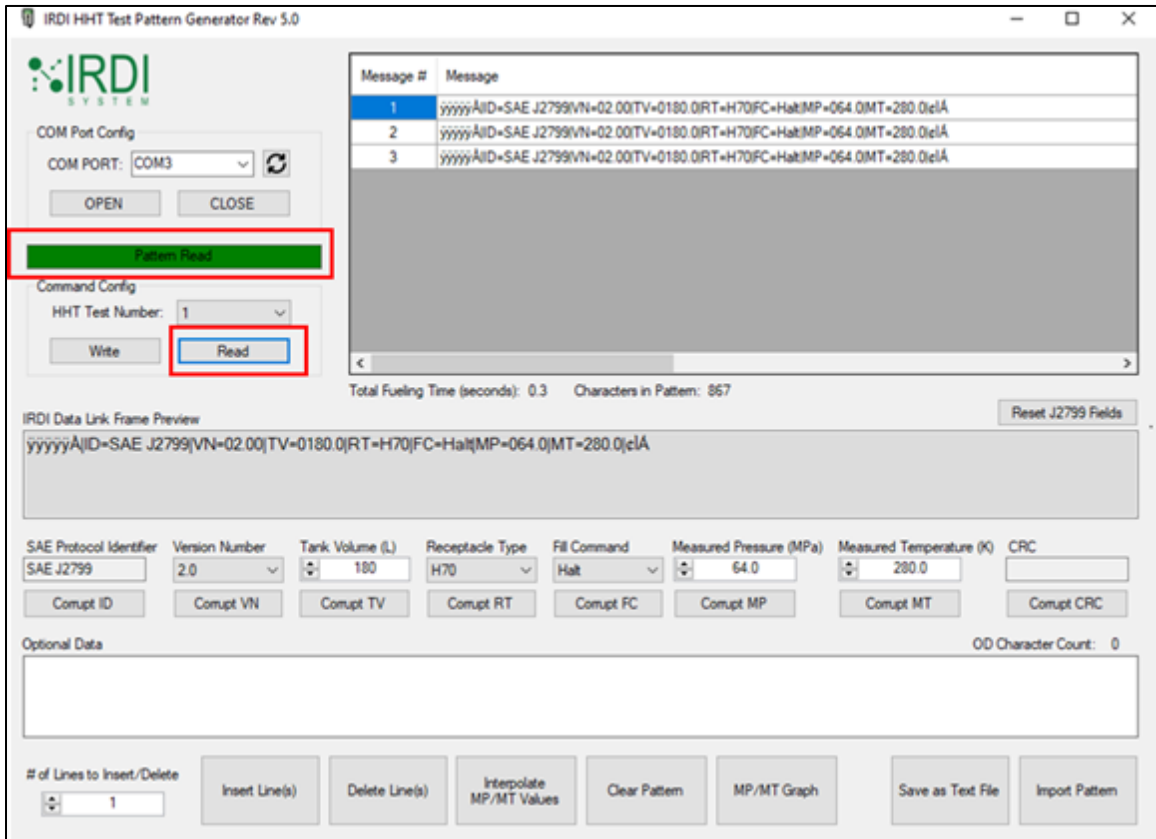 IRDI HHT Test Pattern Generator Rev 5.0
IRDI
SYSTEM
COM Port Config
COM PORT: COM3
OPEN CLOSE
Pattern Read
Command Config
HHT Test Number: 1
Write Read
Message # Message
1 ÿÿÿÿÿÀ|ID=SAE J2799|VN=02.00|TV=0180.0|RT=H70|FC=Halt|MP=064.0|MT=280.0|¢ÍÁ
2 ÿÿÿÿÿÀ|ID=SAE J2799|VN=02.00|TV=0180.0|RT=H70|FC=Halt|MP=064.0|MT=280.0|¢ÍÁ
3 ÿÿÿÿÿÀ|ID=SAE J2799|VN=02.00|TV=0180.0|RT=H70|FC=Halt|MP=064.0|MT=280.0|¢ÍÁ
Total Fueling Time (seconds): 0.3 Characters in Pattern: 867
Reset J2799 Fields
IRDI Data Link Frame Preview
ÿÿÿÿÿÀ|ID=SAE J2799|VN=02.00|TV=0180.0|RT=H70|FC=Halt|MP=064.0|MT=280.0|¢ÍÁ
SAE Protocol Identifier Version Number Tank Volume (L) Receptacle Type Fill Command Measured Pressure (MPa) Measured Temperature (K) CRC
SAE J2799 2.0 180 H70 Halt 64.0 280.0
Corrupt ID Corrupt VN Corrupt TV Corrupt RT Corrupt FC Corrupt MP Corrupt MT Corrupt CRC
Optional Data OD Character Count: 0
# of Lines to Insert/Delete
1
Insert Line(s) Delete Line(s) Interpolate MP/MT Values Clear Pattern MP/MT Graph Save as Text File Import Pattern